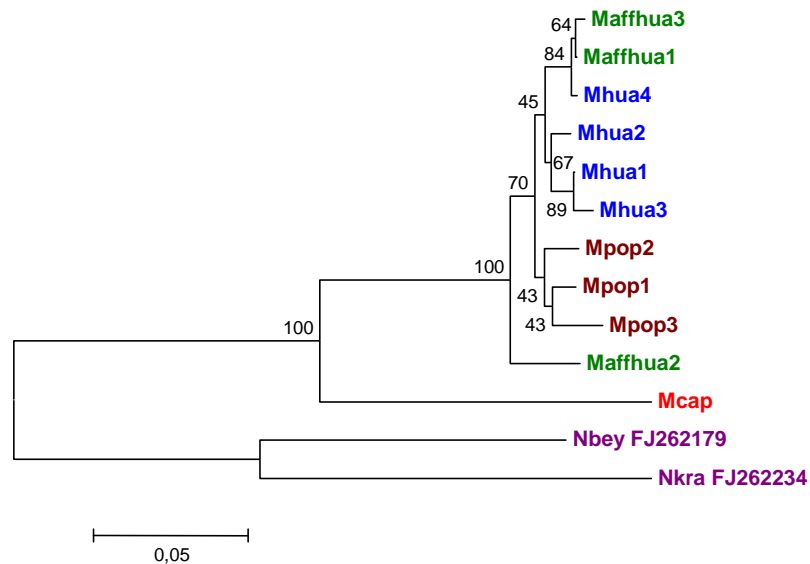 Maffhua3
64
Maffhua1
84
Mhua4
45
Mhua2
67
Mhua1
70
Mhua3
89
Mpop2
100
Mpop1
43
Mpop3
43
100
Maffhua2
Mcap
Nbey FJ262179
Nkra FJ262234
0,05